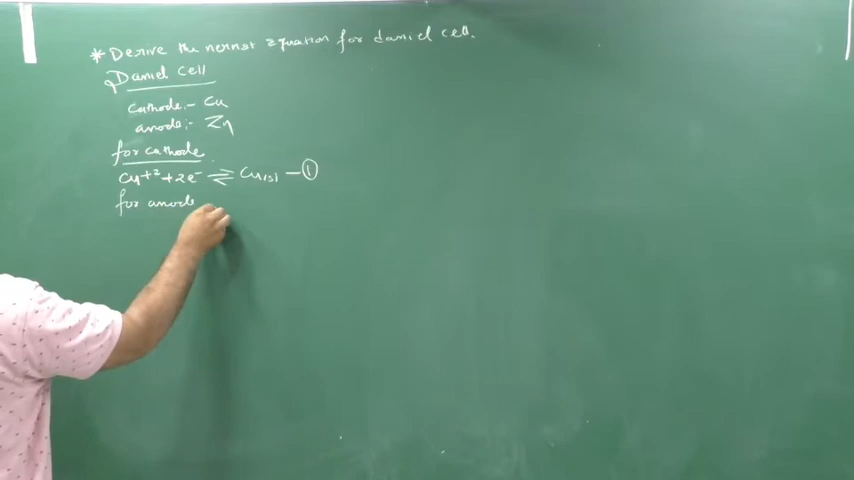 * Derive the nernst Equation for daniel cell.
Daniel cell
cathode:- Cu
anode:- Zn
for cathode
Cu+2 + 2e- ⇌ Cu(s) — ①
for anode